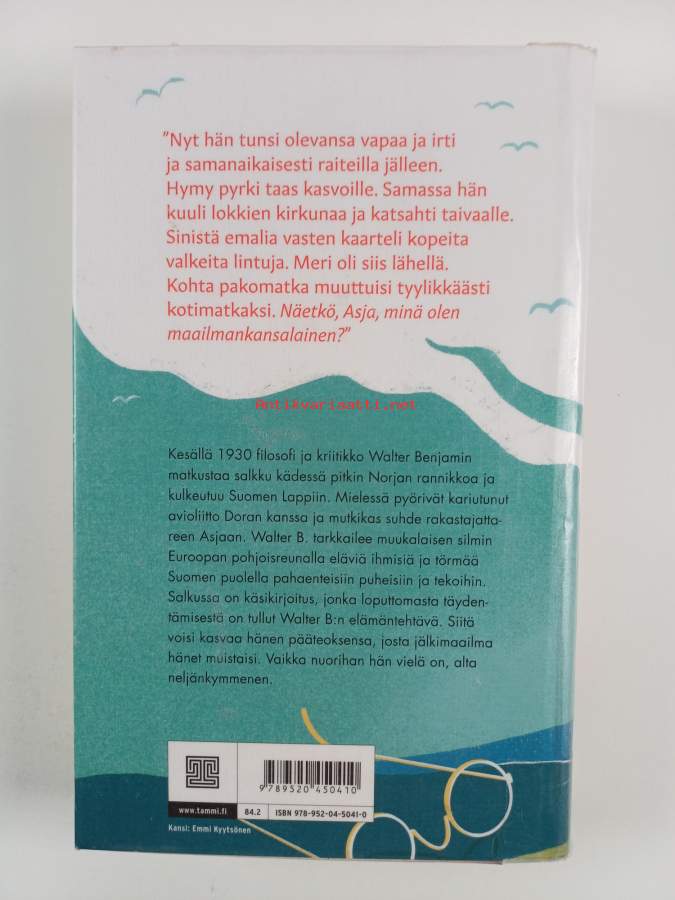 "Nyt hän tunsi olevansa vapaa ja irti
ja samanaikaisesti raiteilla jälleen.
Hymy pyrki taas kasvoille. Samassa hän
kuuli lokkien kirkunaa ja katsahti taivaalle.
Sinistä emalia vasten kaarteli kopeita
valkeita lintuja. Meri oli siis lähellä.
Kohta pakomatka muuttuisi tyylikkäästi
kotimatkaksi. Näetkö, Asja, minä olen
maailmankansalainen?"
Antikvariaatti.net
Kesällä 1930 filosofi ja kriitikko Walter Benjamin
matkustaa salkku kädessä pitkin Norjan rannikkoa ja
kulkeutuu Suomen Lappiin. Mielessä pyörivät kariutunut
avioliitto Doran kanssa ja mutkikas suhde rakastajatta-
reen Asjaan. Walter B. tarkkailee muukalaisen silmin
Euroopan pohjoisreunalla eläviä ihmisiä ja törmää
Suomen puolella pahaenteisiin puheisiin ja tekoihin.
Salkussa on käsikirjoitus, jonka loputtomasta täyden-
tämisestä on tullut Walter B:n elämäntehtävä. Siitä
voisi kasvaa hänen pääteoksensa, josta jälkimaailma
hänet muistaisi. Vaikka nuorihan hän vielä on, alta
neljänkymmenen.
9 789520 450410
www.tammi.fi
84.2
ISBN 978-952-04-5041-0
Kansi: Emmi Kyytsönen